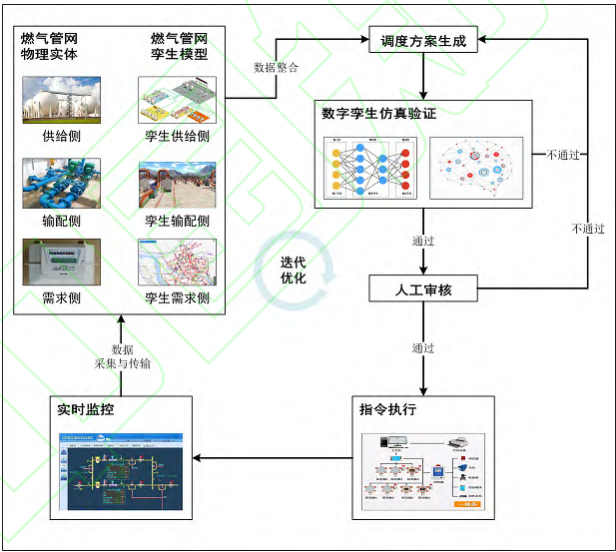 燃气管网
物理实体
燃气管网
孪生模型
供给侧
孪生供给侧
输配侧
孪生输配侧
需求侧
孪生需求侧
数据整合
调度方案生成
数字孪生仿真验证
不通过
不通过
通过
人工审核
通过
迭代
优化
数据
采集与传输
实时监控
指令执行